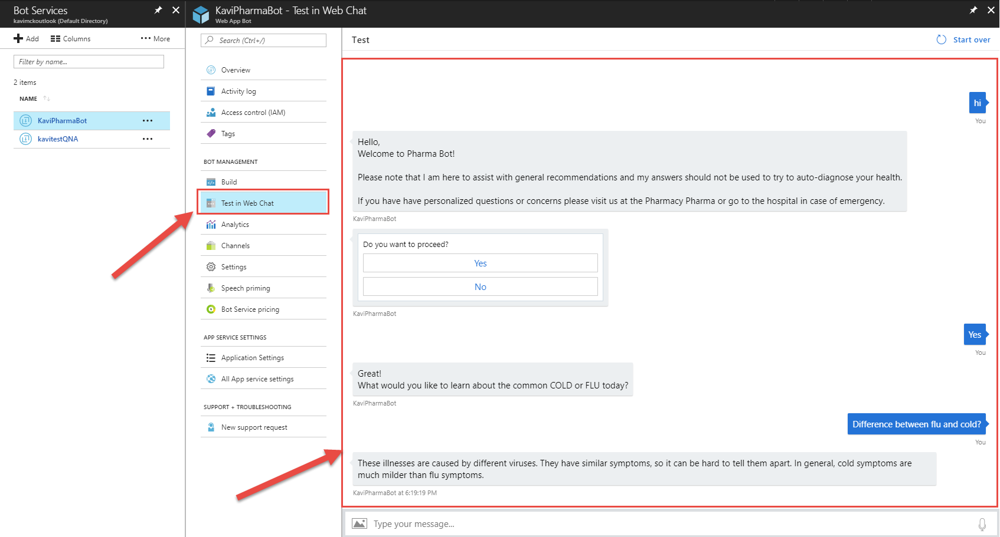 Bot Services
kavimckoutlook (Default Directory)
Add
Columns
More
Filter by name...
2 items
NAME
KaviPharmaBot
kavitestQNA
KaviPharmaBot - Test in Web Chat
Web App Bot
Search (Ctrl+/)
Overview
Activity log
Access control (IAM)
Tags
BOT MANAGEMENT
Build
Test in Web Chat
Analytics
Channels
Settings
Speech priming
Bot Service pricing
APP SERVICE SETTINGS
Application Settings
All App service settings
SUPPORT + TROUBLESHOOTING
New support request
Test
Start over
hi
You
Hello,
Welcome to Pharma Bot!
Please note that I am here to assist with general recommendations and my answers should not be used to try to auto-diagnose your health.
If you have have personalized questions or concerns please visit us at the Pharmacy Pharma or go to the hospital in case of emergency.
KaviPharmaBot
Do you want to proceed?
Yes
No
KaviPharmaBot
Yes
You
Great!
What would you like to learn about the common COLD or FLU today?
KaviPharmaBot
Difference between flu and cold?
You
These illnesses are caused by different viruses. They have similar symptoms, so it can be hard to tell them apart. In general, cold symptoms are
much milder than flu symptoms.
KaviPharmaBot at 6:19:19 PM
Type your message...